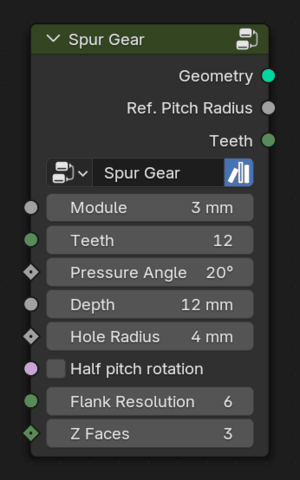 Spur Gear
Geometry
Ref. Pitch Radius
Teeth
Spur Gear
Module 3 mm
Teeth 12
Pressure Angle 20°
Depth 12 mm
Hole Radius 4 mm
Half pitch rotation
Flank Resolution 6
Z Faces 3